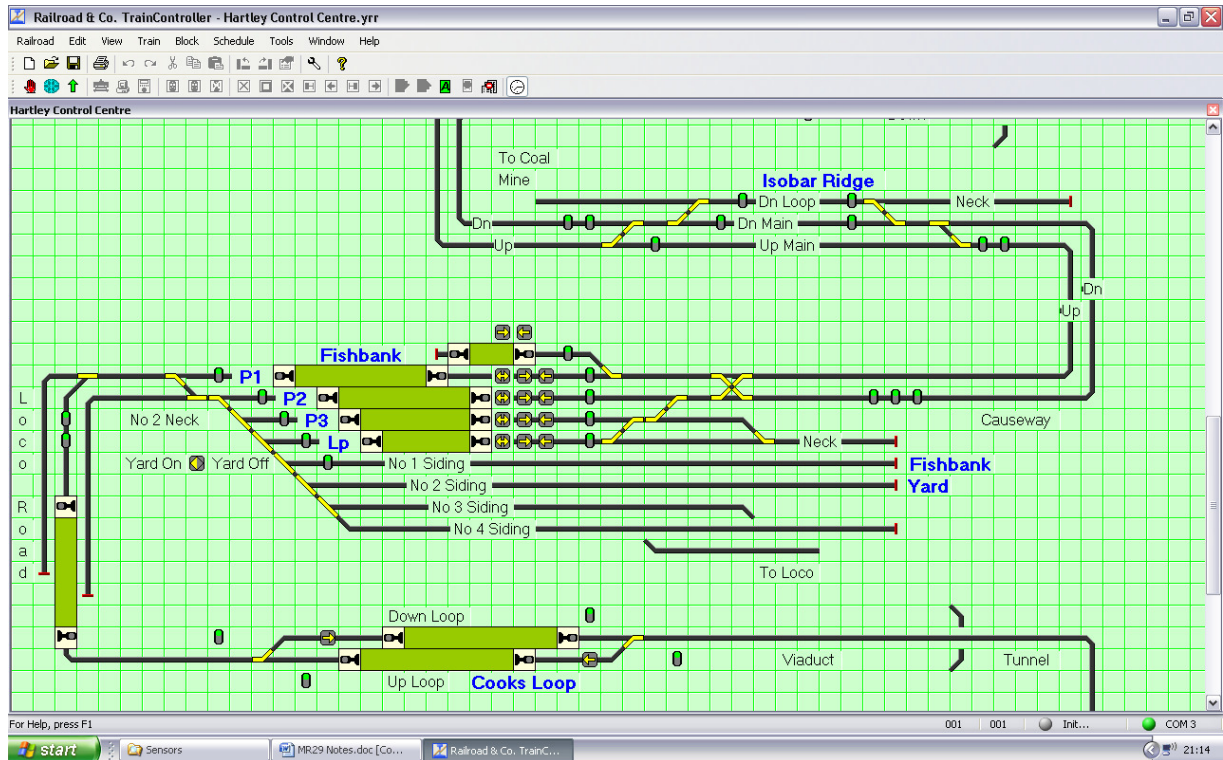 Railroad & Co. TrainController - Hartley Control Centre.yrr
Railroad Edit View Train Block Schedule Tools Window Help
A
Hartley Control Centre
To Coal
Mine
Isobar Ridge
Dn Loop
Neck
Dn
Dn Main
Up
Up Main
Dn
Up
Fishbank
P1
L
P2
o
No 2 Neck
P3
Causeway
c
Lp
Neck
o
Yard On
Yard Off
No 1 Siding
Fishbank
No 2 Siding
Yard
R
No 3 Siding
o
No 4 Siding
a
d
To Loco
Down Loop
Viaduct
Tunnel
Up Loop
Cooks Loop
For Help, press F1
001
001
Init...
COM 3
start
Sensors
MR29 Notes.doc [Co...
Railroad & Co. TrainC...
21:14